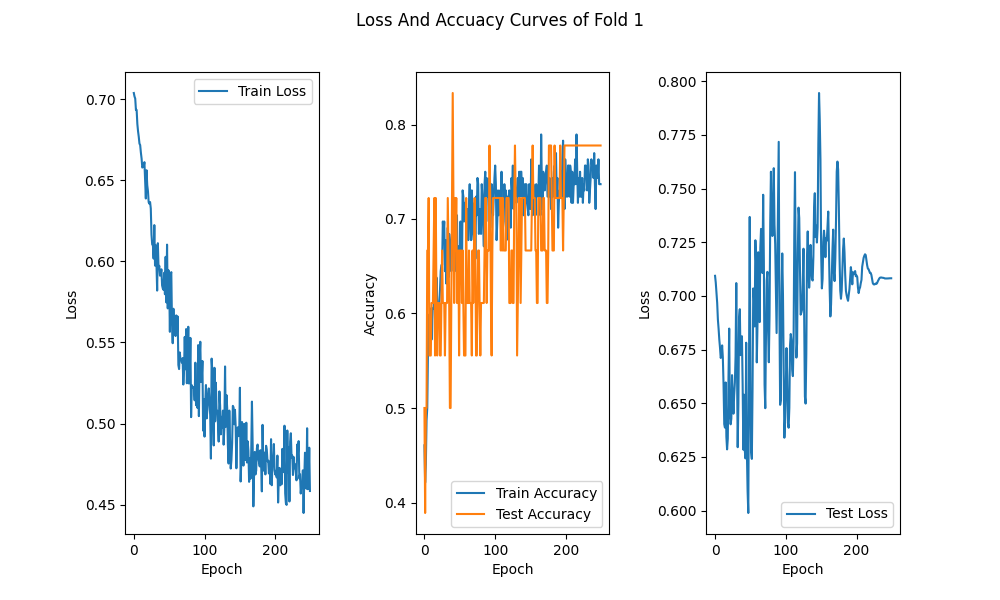 Loss And Accuacy Curves of Fold 1
Train Loss
0.70
0.65
0.60
0.55
0.50
0.45
Loss
0
100
200
Epoch
0.8
0.7
0.6
0.5
0.4
Accuracy
Train Accuracy
Test Accuracy
0
100
200
Epoch
0.800
0.775
0.750
0.725
0.700
0.675
0.650
0.625
0.600
Loss
Test Loss
0
100
200
Epoch